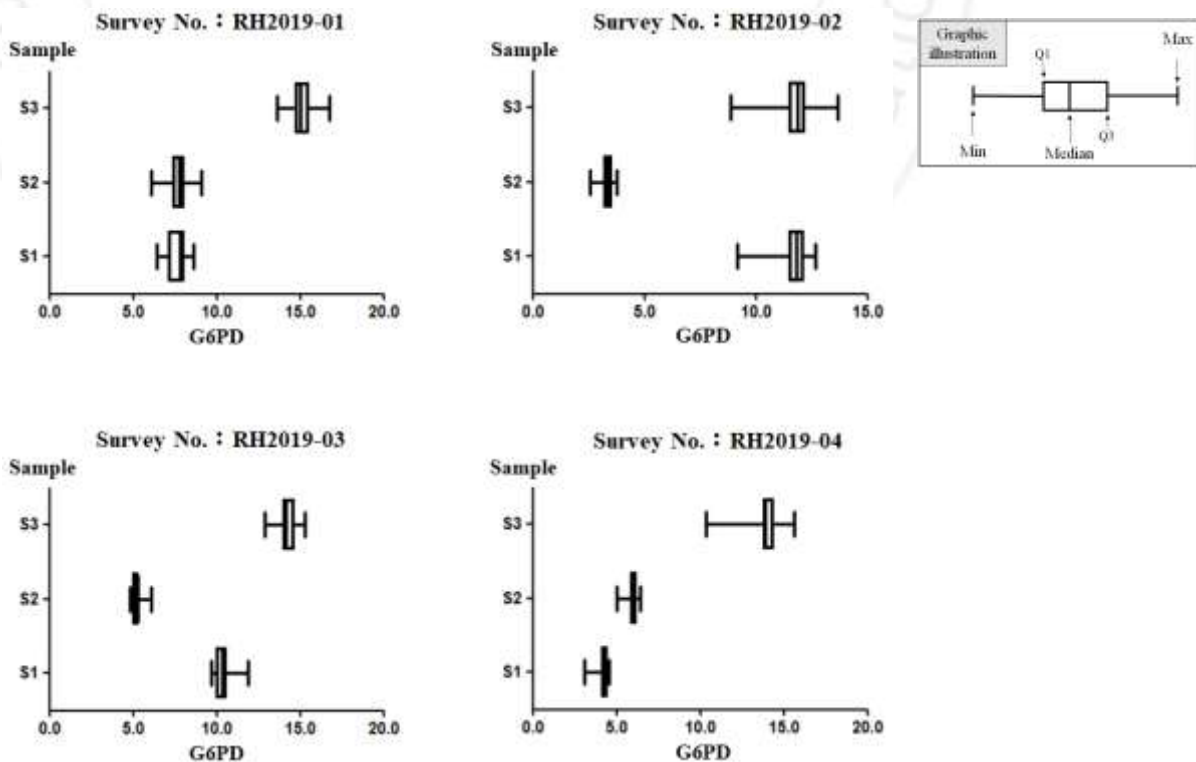 Survey No.：RH2019-01
Sample
S3
S2
S1
0.0 5.0 10.0 15.0 20.0
G6PD
Survey No.：RH2019-02
Sample
S3
S2
S1
0.0 5.0 10.0 15.0
G6PD
Graphic
illustration
Max
Q1
Q3
Min Median
Survey No.：RH2019-03
Sample
S3
S2
S1
0.0 5.0 10.0 15.0 20.0
G6PD
Survey No.：RH2019-04
Sample
S3
S2
S1
0.0 5.0 10.0 15.0 20.0
G6PD